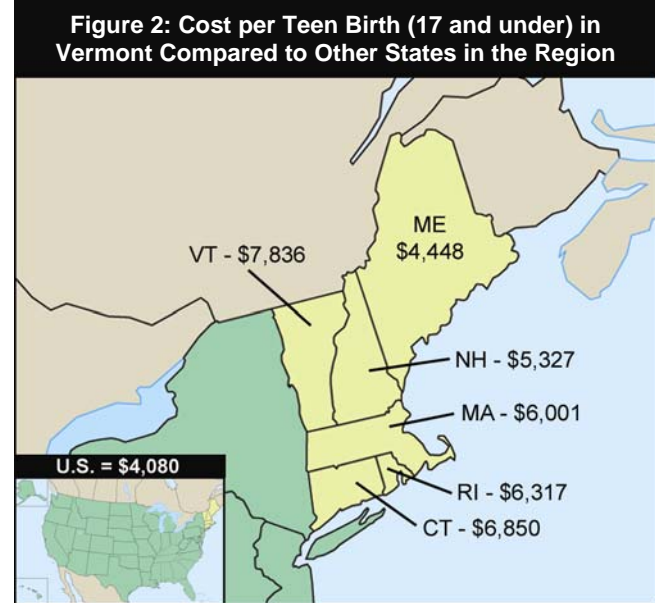 Figure 2: Cost per Teen Birth (17 and under) in
Vermont Compared to Other States in the Region
ME
$4,448
VT - $7,836
NH - $5,327
MA - $6,001
U.S. = $4,080
RI - $6,317
CT - $6,850